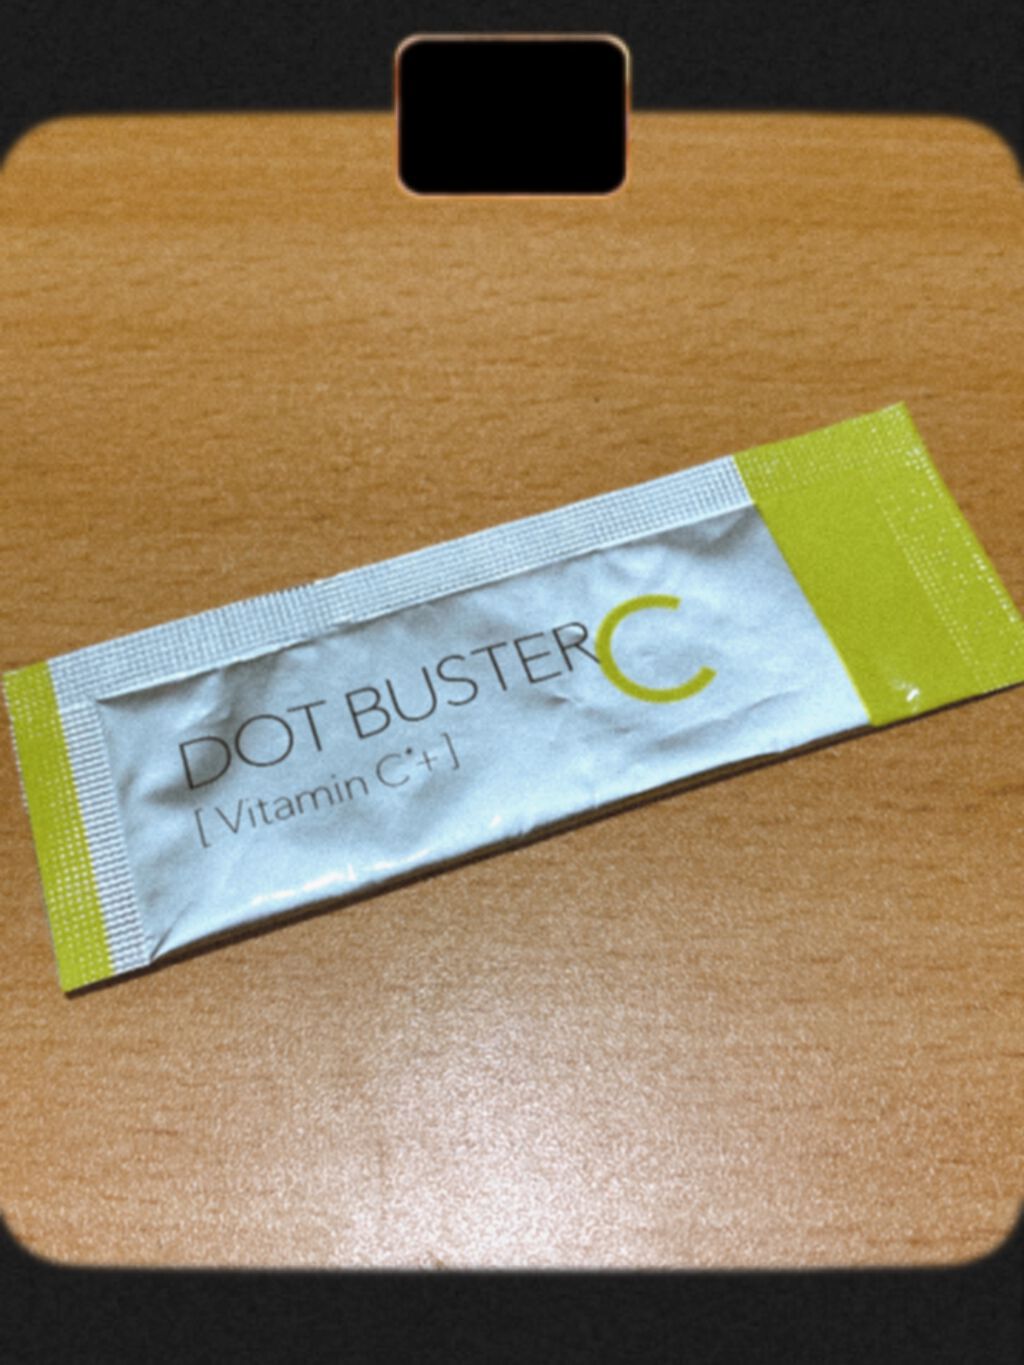 DOT BUSTER C
[ Vitamin C*+]